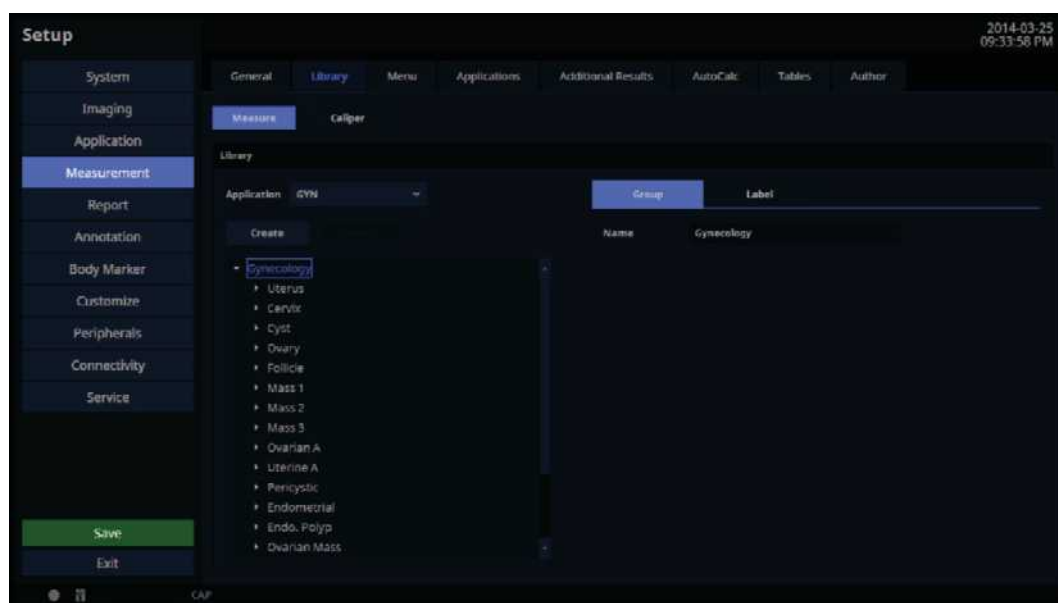 Setup
2014-03-25
09:33:58 PM
System
Imaging
Application
Measurement
Report
Annotation
Body Marker
Customize
Peripherals
Connectivity
Service
Save
Exit
General Library Menu Applications Additional Results AutoCalc Tables Author
Measure Caliper
Library
Application GYN
Create
Gynecology
Uterus
Cervix
Cyst
Ovary
Follicle
Mass 1
Mass 2
Mass 3
Ovarian A
Uterine A
Pericystic
Endometrial
Endo. Polyp
Ovarian Mass
Group Label
Name Gynecology
CAP